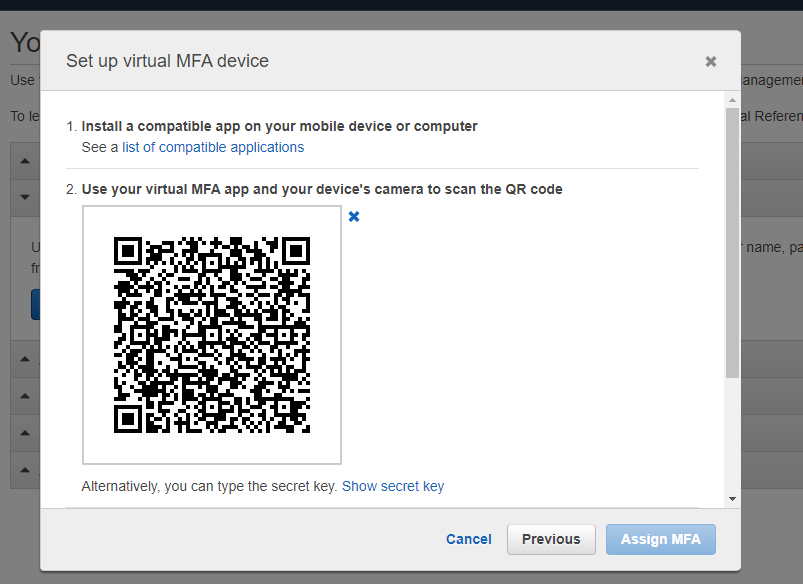 Yo
Set up virtual MFA device
Use
anagemen
To le
al Referen
1. Install a compatible app on your mobile device or computer
See a list of compatible applications
2. Use your virtual MFA app and your device's camera to scan the QR code
U
r name, pa
fr
Alternatively, you can type the secret key. Show secret key
Cancel
Previous
Assign MFA